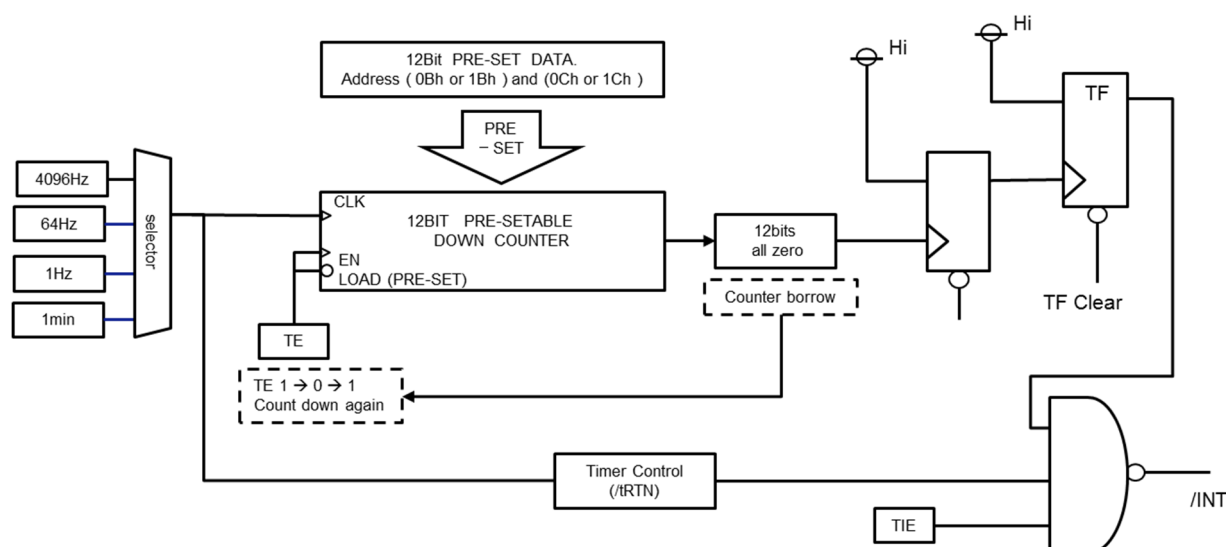 Hi
Hi
12Bit PRE-SET DATA.
Address ( 0Bh or 1Bh ) and (0Ch or 1Ch )
TF
PRE
– SET
4096Hz
64Hz
1Hz
1min
selector
CLK
12BIT PRE-SETABLE
DOWN COUNTER
EN
LOAD (PRE-SET)
12bits
all zero
Counter borrow
TF Clear
TE
TE 1 → 0 → 1
Count down again
Timer Control
(/tRTN)
TIE
/INT